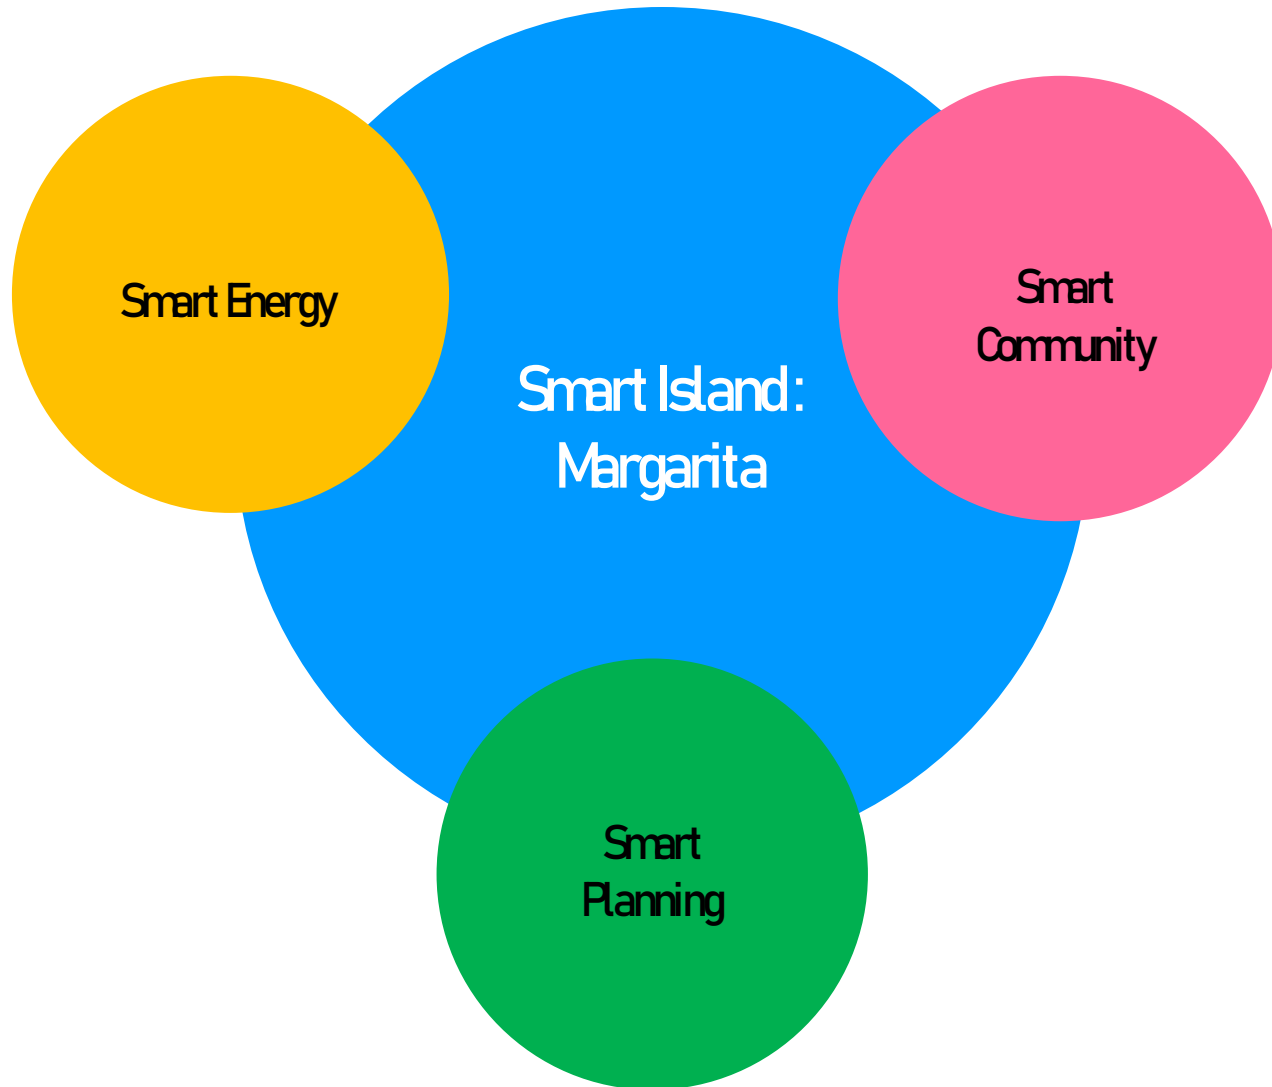 Smart Energy
Smart
Community
Smart Island:
Margarita
Smart
Planning